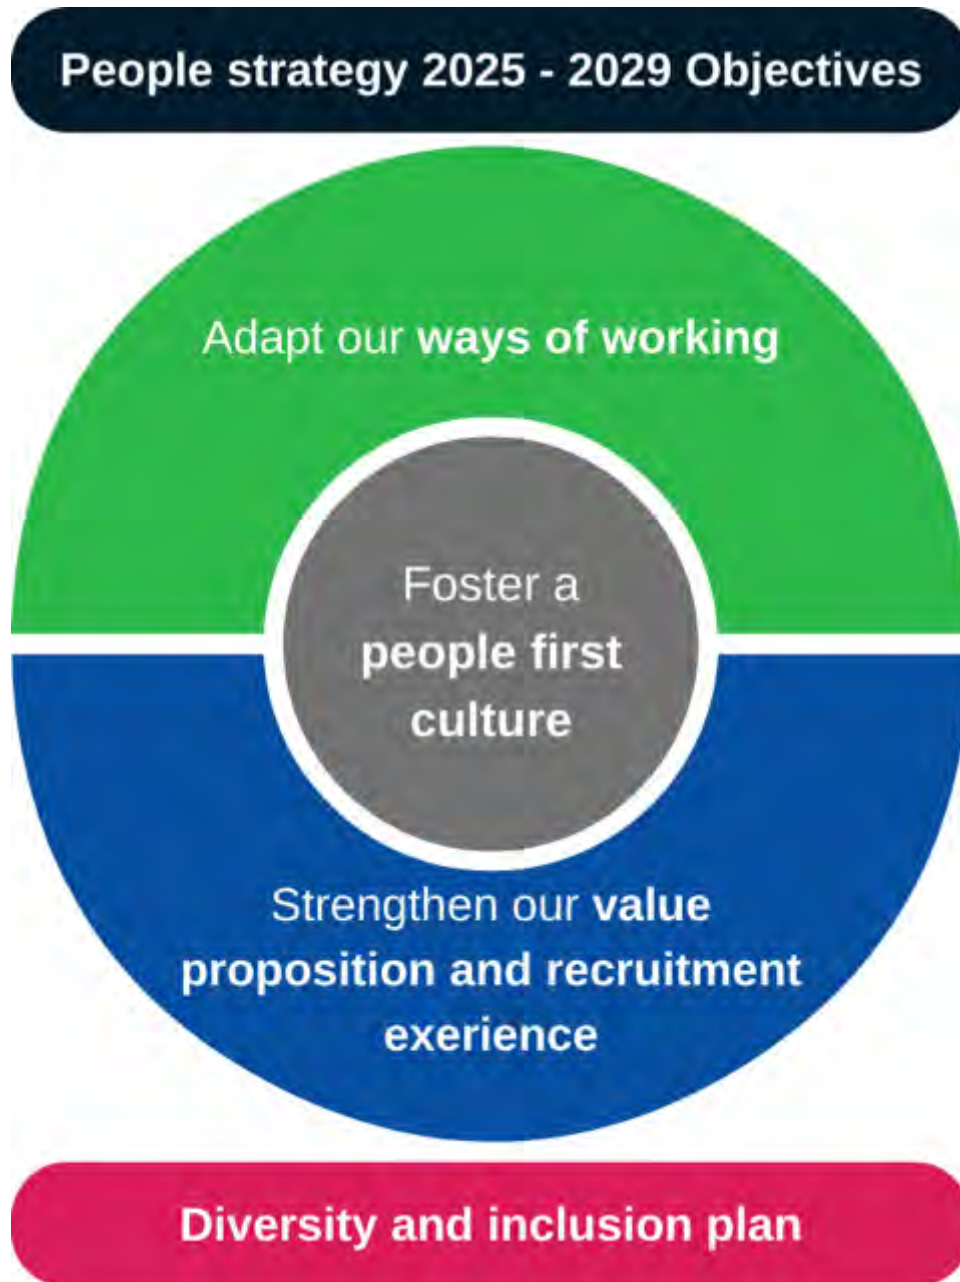 People strategy 2025 - 2029 Objectives
Adapt our ways of working
Foster a
people first
culture
Strengthen our value
proposition and recruitment
exerience
Diversity and inclusion plan